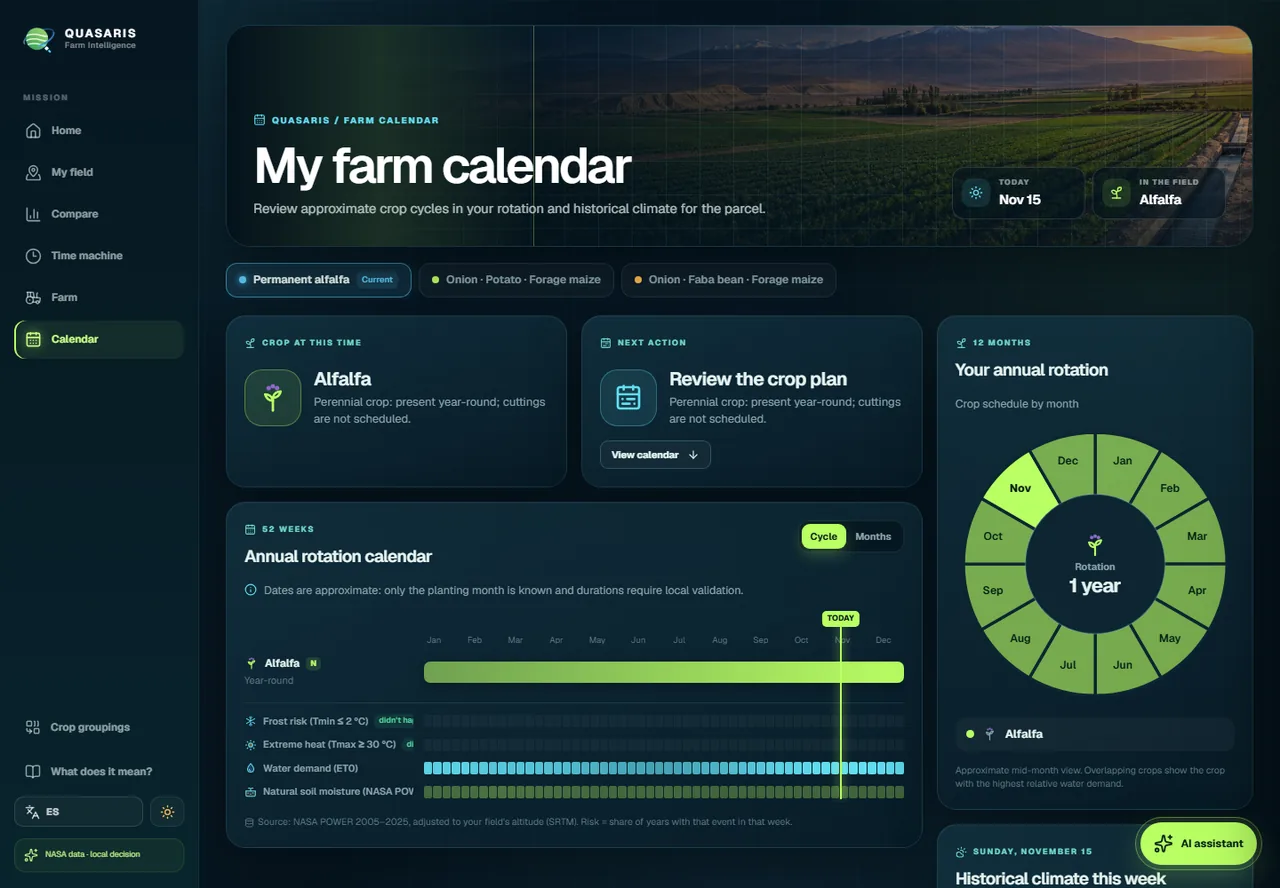 QUASARIS
Farm Intelligence
MISSION
Home
My field
Compare
Time machine
Farm
Calendar
Crop groupings
What does it mean?
ES
NASA data · local decision
QUASARIS / FARM CALENDAR
My farm calendar
Review approximate crop cycles in your rotation and historical climate for the parcel.
TODAY
Nov 15
IN THE FIELD
Alfalfa
Permanent alfalfa Current
Onion · Potato · Forage maize
Onion · Faba bean · Forage maize
CROP AT THIS TIME
Alfalfa
Perennial crop: present year-round; cuttings
are not scheduled.
NEXT ACTION
Review the crop plan
Perennial crop: present year-round; cuttings
are not scheduled.
View calendar
52 WEEKS
Annual rotation calendar
Cycle Months
Dates are approximate: only the planting month is known and durations require local validation.
TODAY
Jan Feb Mar Apr May Jun Jul Aug Sep Oct Nov Dec
Alfalfa N
Year-round
Frost risk (Tmin ≤ 2 °C) didn't ha
Extreme heat (Tmax ≥ 30 °C) di
Water demand (ET0)
Natural soil moisture (NASA POW
Source: NASA POWER 2005–2025, adjusted to your field's altitude (SRTM). Risk = share of years with that event in that week.
12 MONTHS
Your annual rotation
Crop schedule by month
Jan
Feb
Mar
Apr
May
Jun
Jul
Aug
Sep
Oct
Nov
Dec
Rotation
1 year
Alfalfa
Approximate mid-month view. Overlapping crops show the crop
with the highest relative water demand.
SUNDAY, NOVEMBER 15
Historical climate this week
AI assistant